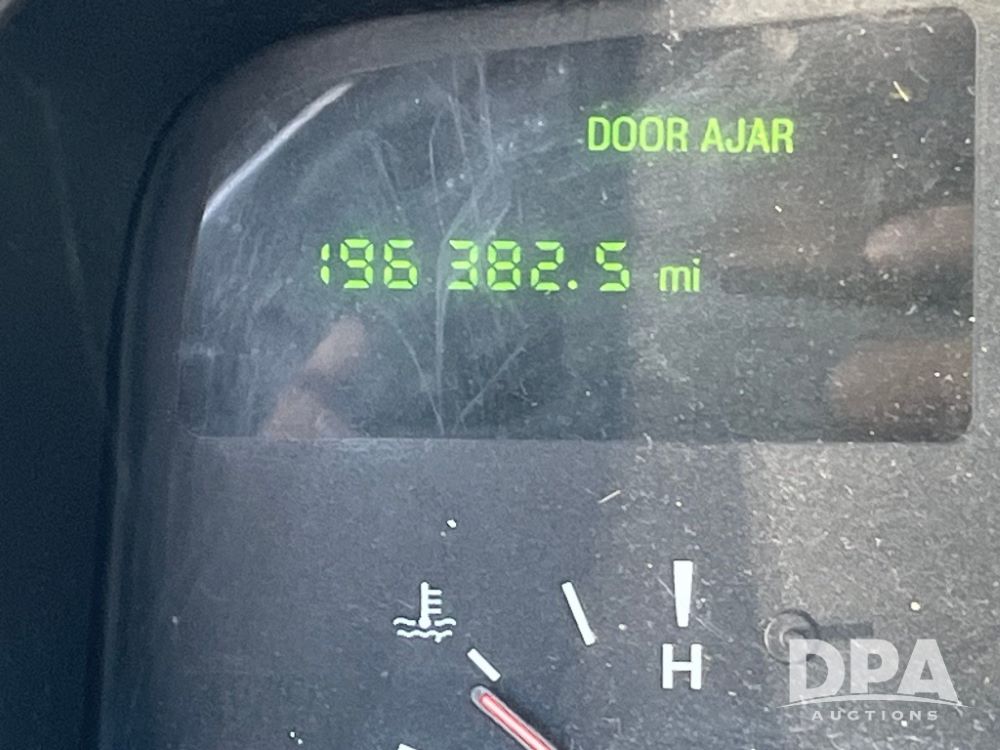 DOOR AJAR
196 382.5 mi
H
DPA
AUCTIONS